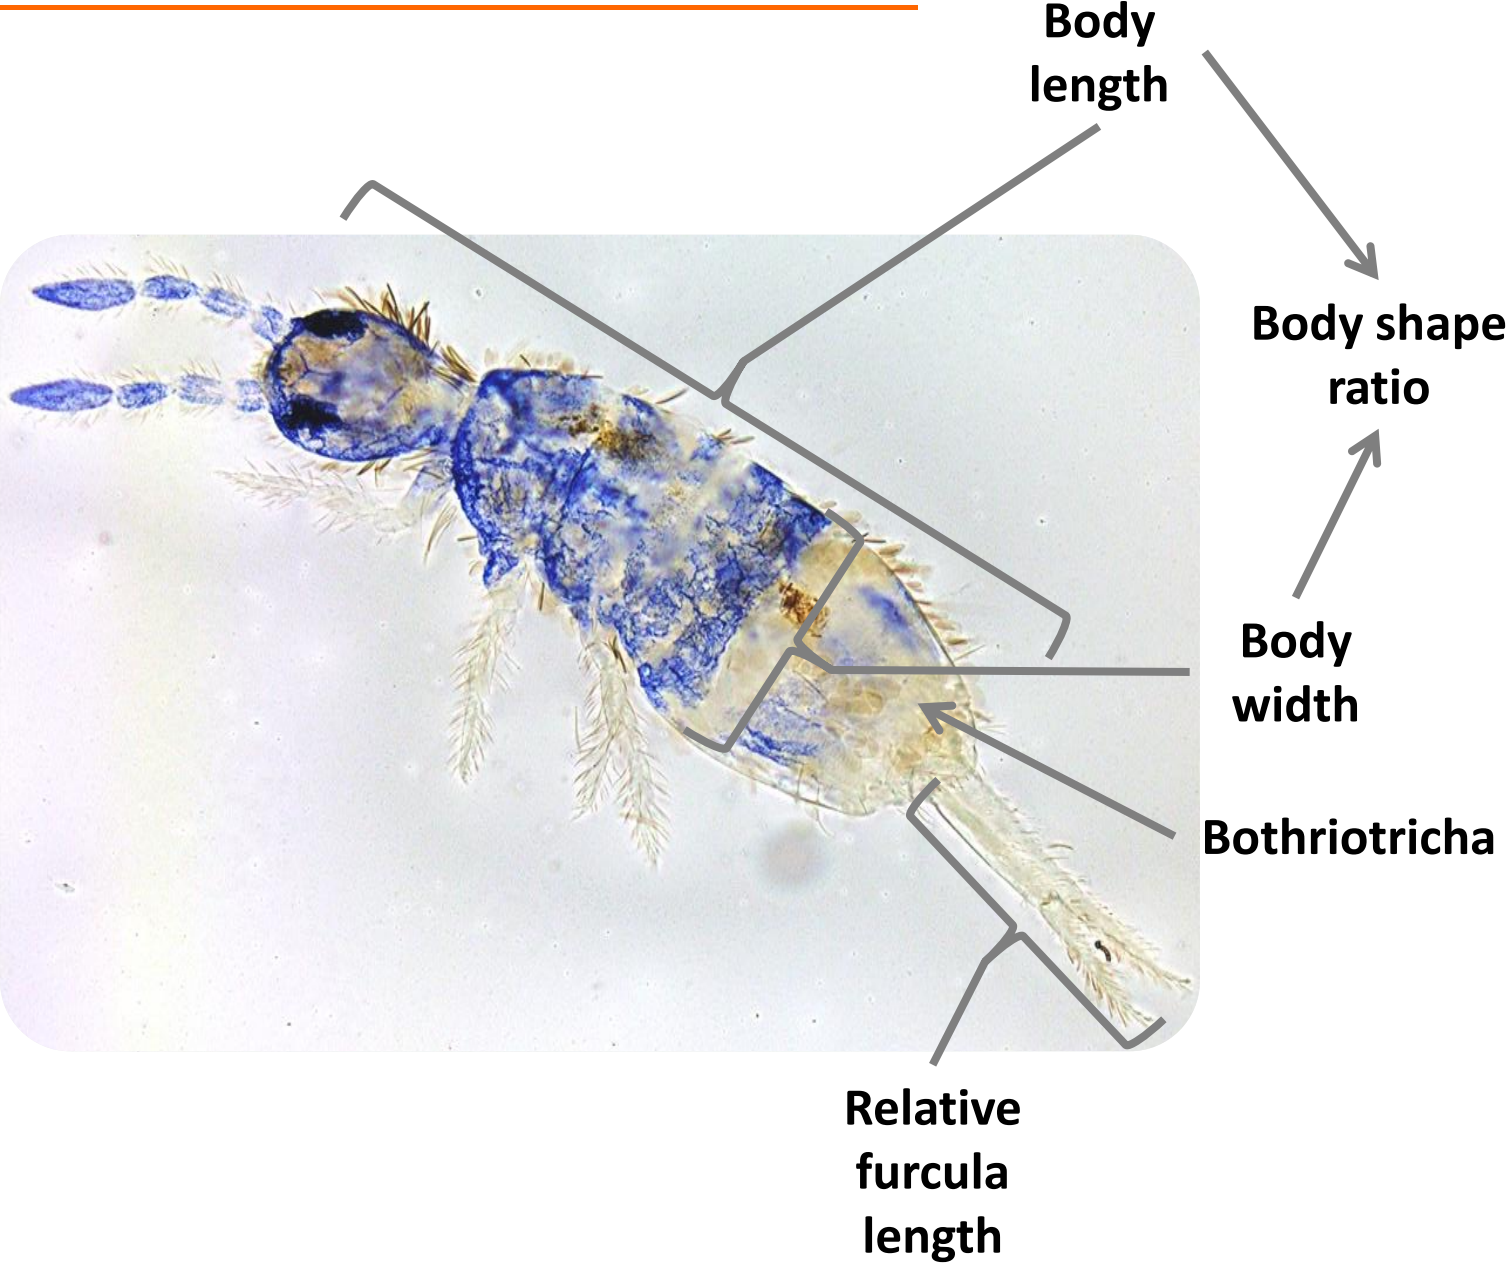 Body
length
Body shape
ratio
Body
width
Bothriotricha
Relative
furcula
length